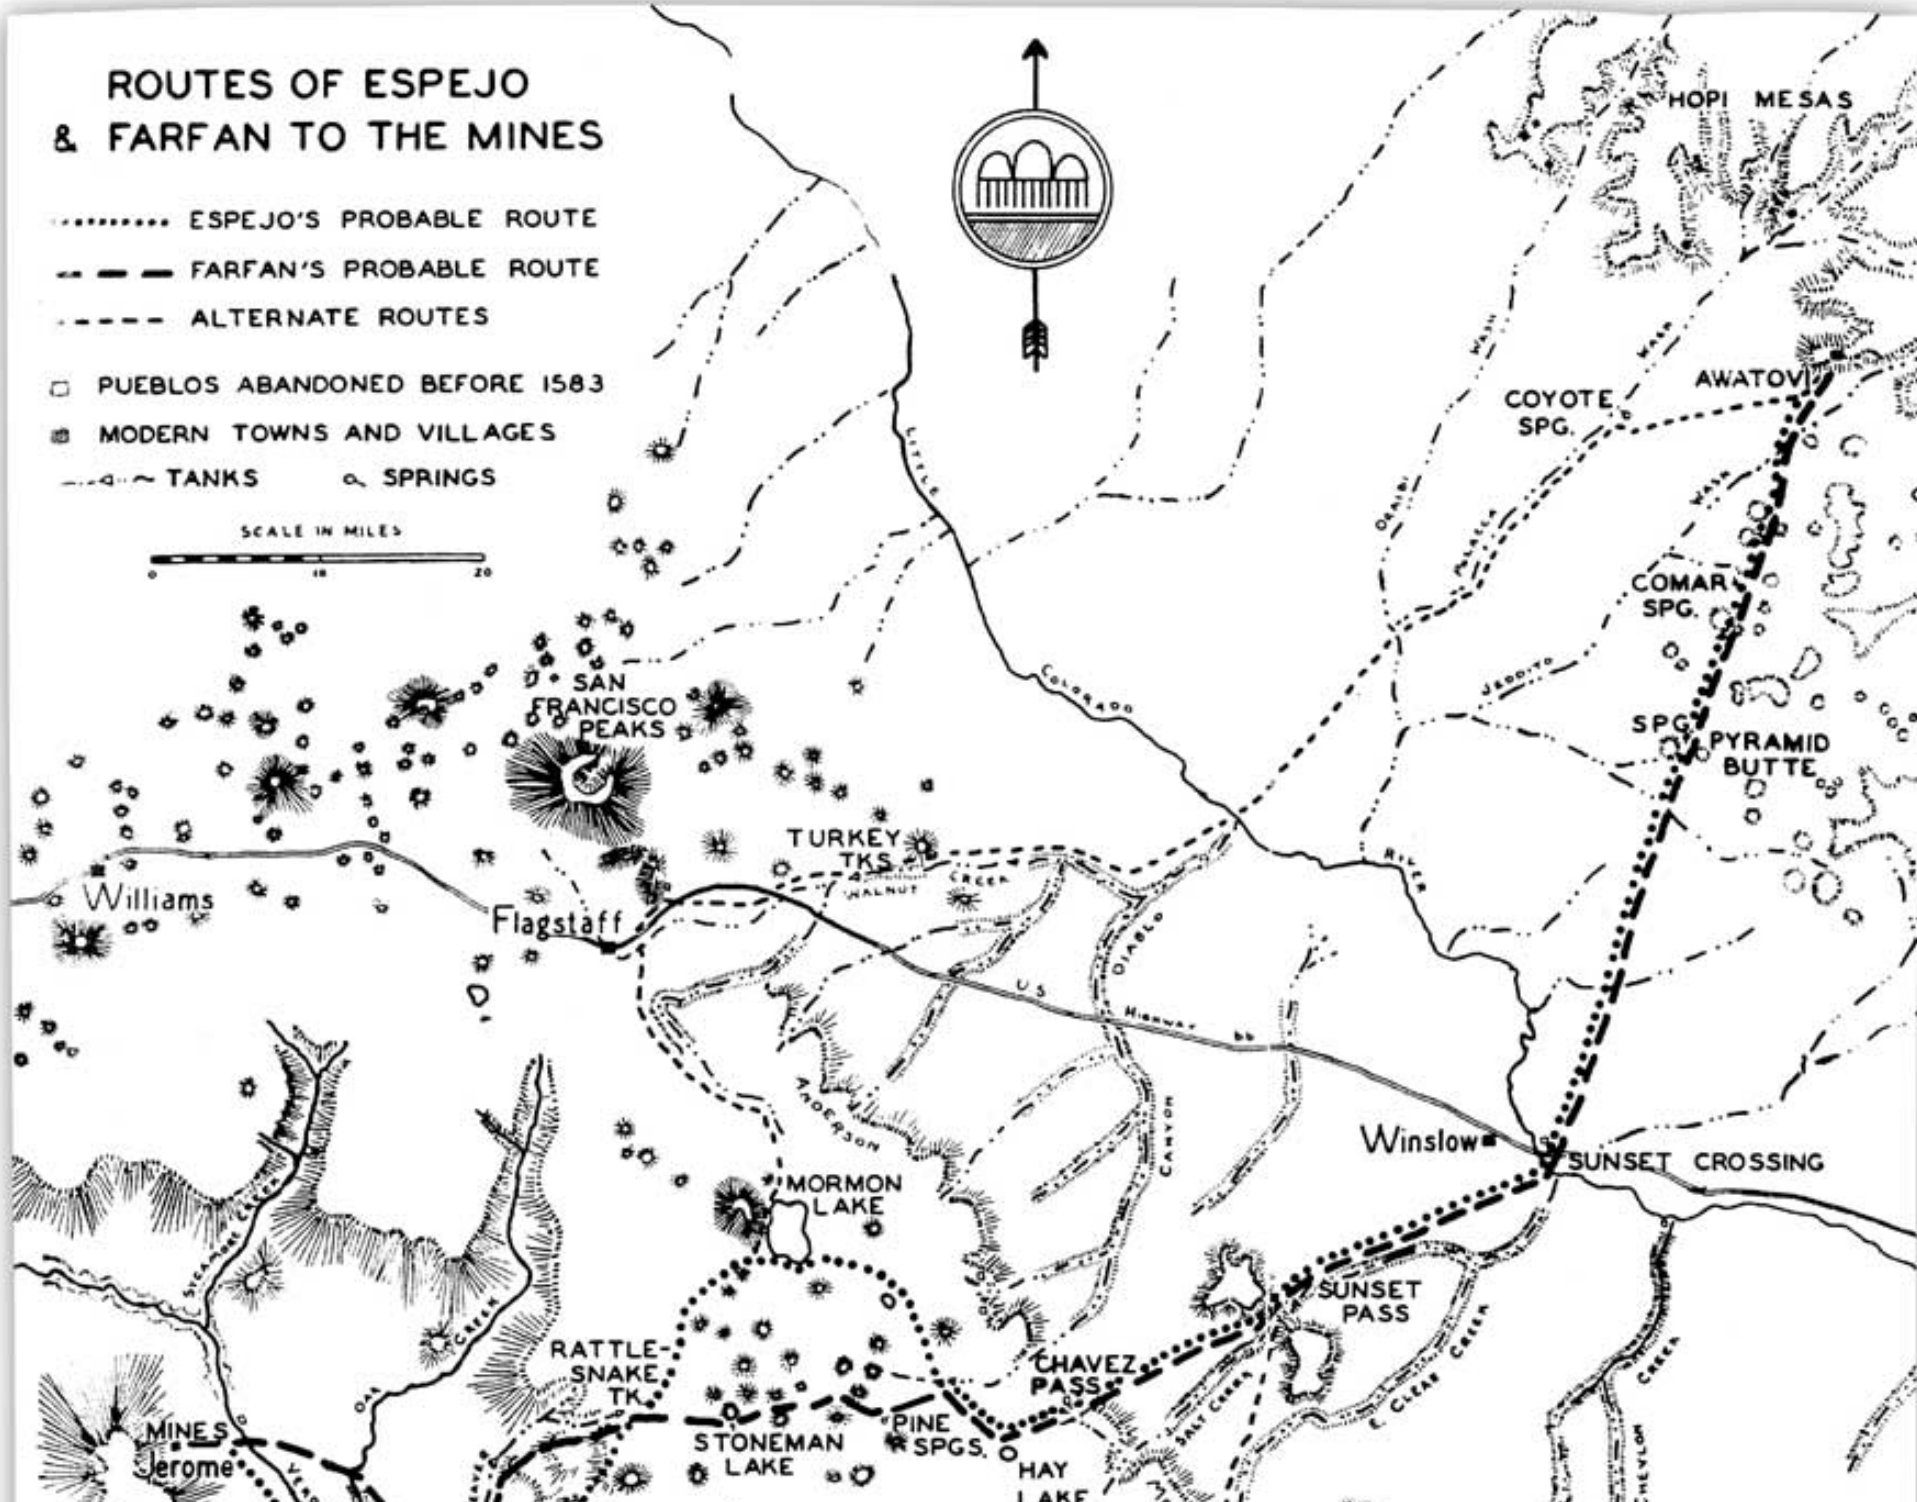 ROUTES OF ESPEJO
& FARFAN TO THE MINES
ESPEJO'S PROBABLE ROUTE
FARFAN'S PROBABLE ROUTE
ALTERNATE ROUTES
PUEBLOS ABANDONED BEFORE 1583
MODERN TOWNS AND VILLAGES
TANKS
SPRINGS
SCALE IN MILES
0 10 20
HOPI MESAS
WASH
WASH
AWATOVI
COYOTE
SPG.
LITTLE
ORAIBI
WASH
COMAR
SPG.
JADDITO
SAN
FRANCISCO
PEAKS
COLORADO
SPG.
PYRAMID
BUTTE
TURKEY
TKS
WALNUT
CREEK
RIVER
Williams
Flagstaff
DIABLO
US
HIGHWAY
66
ANDERSON
CANYON
Winslow
SUNSET CROSSING
MORMON
LAKE
SYCAMORE CREEK
SUNSET
PASS
OAK
CREEK
RATTLE-
SNAKE
TK.
CHAVEZ
PASS
SALT CREEK
E. CLEAR
CREEK
CREEK
CHEVLON
MINES
Jerome
STONEMAN
LAKE
PINE
SPGS.
HAY
LAKE